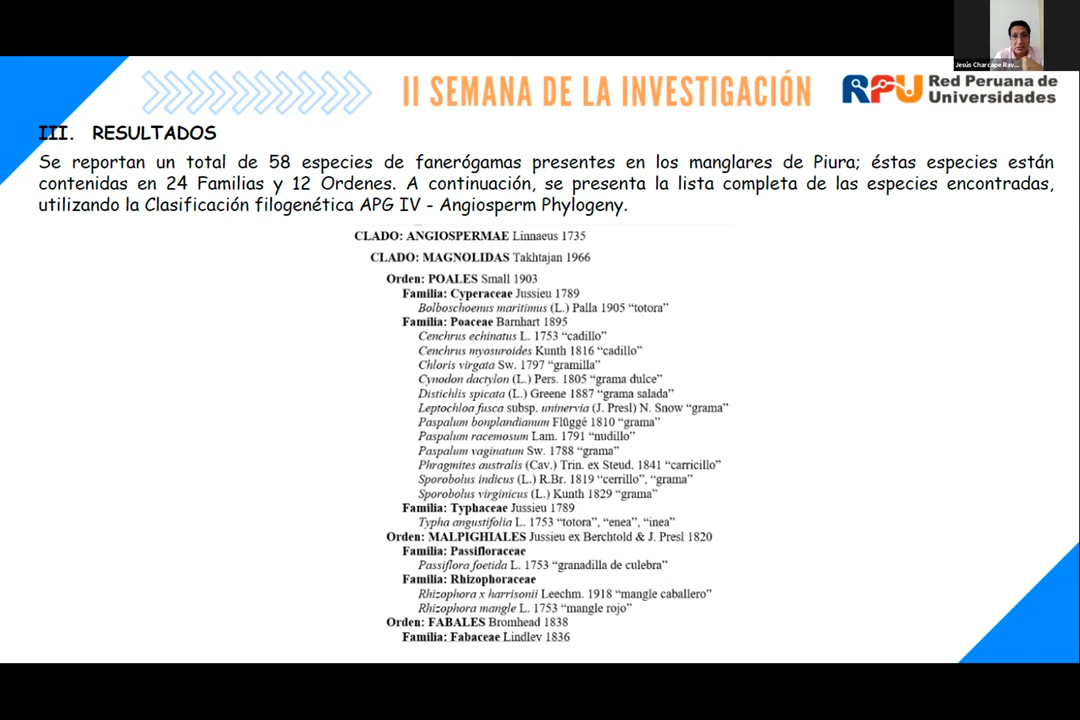 Jesús Charcape Rav...
II SEMANA DE LA INVESTIGACIÓN
RPU Red Peruana de
Universidades
III. RESULTADOS
Se reportan un total de 58 especies de fanerógamas presentes en los manglares de Piura; éstas especies están
contenidas en 24 Familias y 12 Ordenes. A continuación, se presenta la lista completa de las especies encontradas,
utilizando la Clasificación filogenética APG IV - Angiosperm Phylogeny.
CLADO: ANGIOSPERMAE Linnaeus 1735
CLADO: MAGNOLIDAS Takhtajan 1966
Orden: POALES Small 1903
Familia: Cyperaceae Jussieu 1789
Bolboschoenus maritimus (L.) Palla 1905 “totora”
Familia: Poaceae Barnhart 1895
Cenchrus echinatus L. 1753 “cadillo”
Cenchrus myosuroides Kunth 1816 “cadillo”
Chloris virgata Sw. 1797 “gramilla”
Cynodon dactylon (L.) Pers. 1805 “grama dulce”
Distichlis spicata (L.) Greene 1887 “grama salada”
Leptochloa fusca subsp. uninervia (J. Presl) N. Snow “grama”
Paspalum bonplandianum Flüggé 1810 “grama”
Paspalum racemosum Lam. 1791 “nudillo”
Paspalum vaginatum Sw. 1788 “grama”
Phragmites australis (Cav.) Trin. ex Steud. 1841 “carricillo”
Sporobolus indicus (L.) R.Br. 1819 “cerrillo”, “grama”
Sporobolus virginicus (L.) Kunth 1829 “grama”
Familia: Typhaceae Jussieu 1789
Typha angustifolia L. 1753 “totora”, “enea”, “inea”
Orden: MALPIGHIALES Jussieu ex Berchtold & J. Presl 1820
Familia: Passifloraceae
Passiflora foetida L. 1753 “granadilla de culebra”
Familia: Rhizophoraceae
Rhizophora x harrisonii Leechm. 1918 “mangle caballero”
Rhizophora mangle L. 1753 “mangle rojo”
Orden: FABALES Bromhead 1838
Familia: Fabaceae Lindley 1836